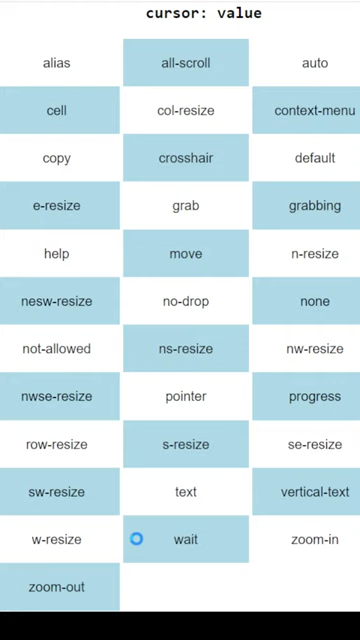 cursor: value
alias all-scroll auto
cell col-resize context-menu
copy crosshair default
e-resize grab grabbing
help move n-resize
nesw-resize no-drop none
not-allowed ns-resize nw-resize
nwse-resize pointer progress
row-resize s-resize se-resize
sw-resize text vertical-text
w-resize wait zoom-in
zoom-out